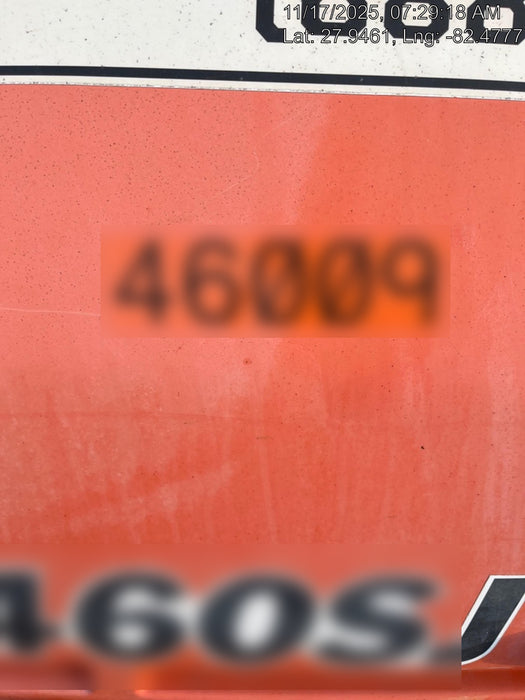 11/17/2025, 07:29:18 AM
Lat: 27.9461, Lng: -82.4777
46009
460S